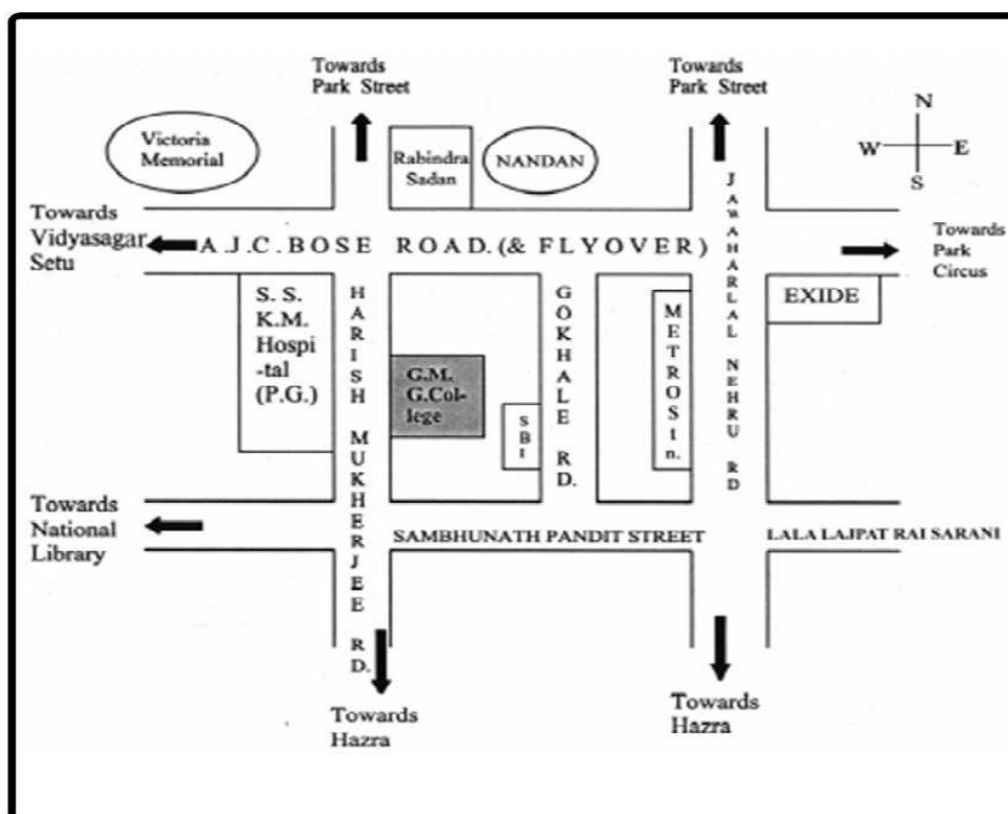 Towards
Park Street
Towards
Park Street
N
W E
S
Victoria
Memorial
Rabindra
Sadan
NANDAN
Towards
Vidyasagar
Setu
A.J.C.BOSE ROAD.(& FLYOVER)
Towards
Park
Circus
JAWAHARLAL NEHRU RD
S. S.
K.M.
Hospi
-tal
(P.G.)
HARISH MUKHERJEE RD.
G.M.
G.Col-
lege
SBI
GOKHALE RD.
METROStn.
EXIDE
Towards
National
Library
SAMBHUNATH PANDIT STREET
LALA LAJPAT RAI SARANI
Towards
Hazra
Towards
Hazra